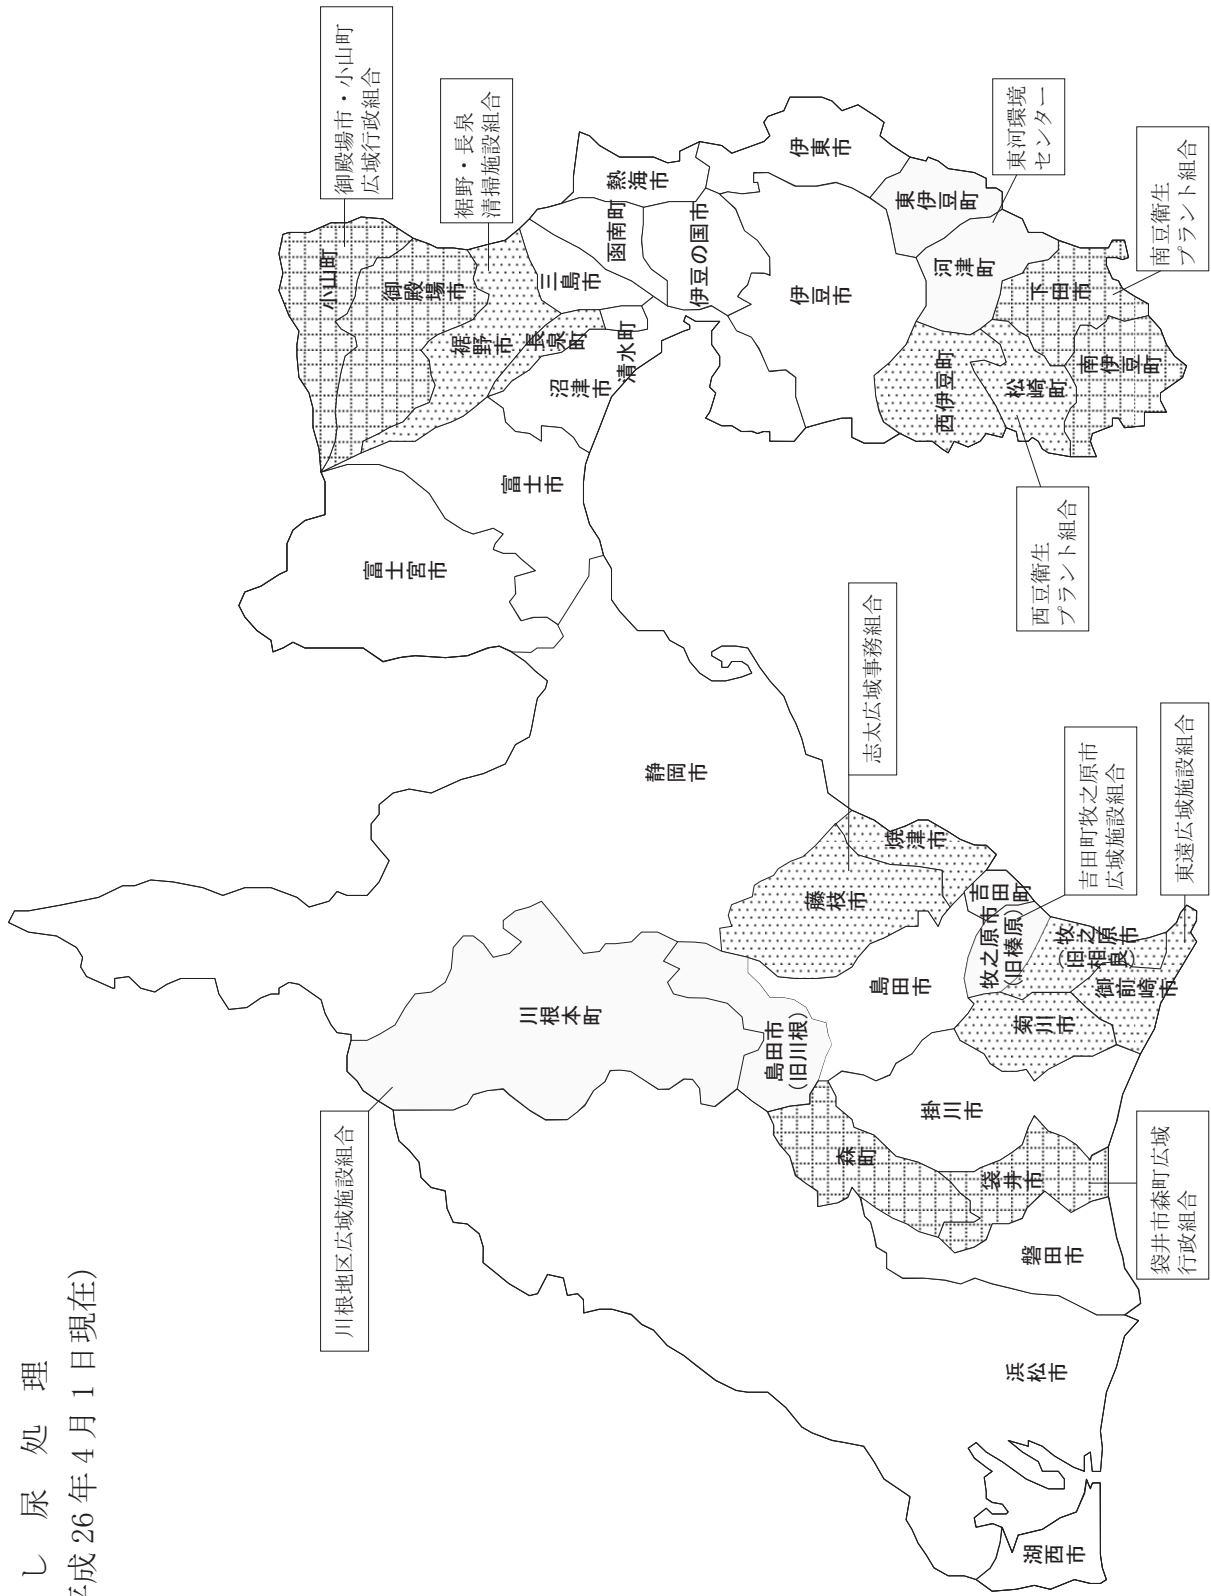 し尿処理
成 26 年 4 月 1 日現在)
御殿場市・小山町
広域行政組合
裾野・長泉
清掃施設組合
東河環境
センター
南豆衛生
プラント組合
西豆衛生
プラント組合
志太広域事務組合
吉田町牧之原市
広域施設組合
東遠広域施設組合
川根地区広域施設組合
袋井市森町広域
行政組合
小山町
御殿場市
裾野市
長泉町
清水町
三島市
函南町
熱海市
伊豆の国市
沼津市
伊東市
伊豆市
東伊豆町
河津町
下田市
南伊豆町
松崎町
西伊豆町
富士市
富士宮市
静岡市
焼津市
藤枝市
吉田町
牧之原市
(旧榛原)
牧之原市
(旧相良)
御前崎市
菊川市
島田市
川根本町
島田市
(旧川根)
掛川市
森町
袋井市
磐田市
浜松市
湖西市